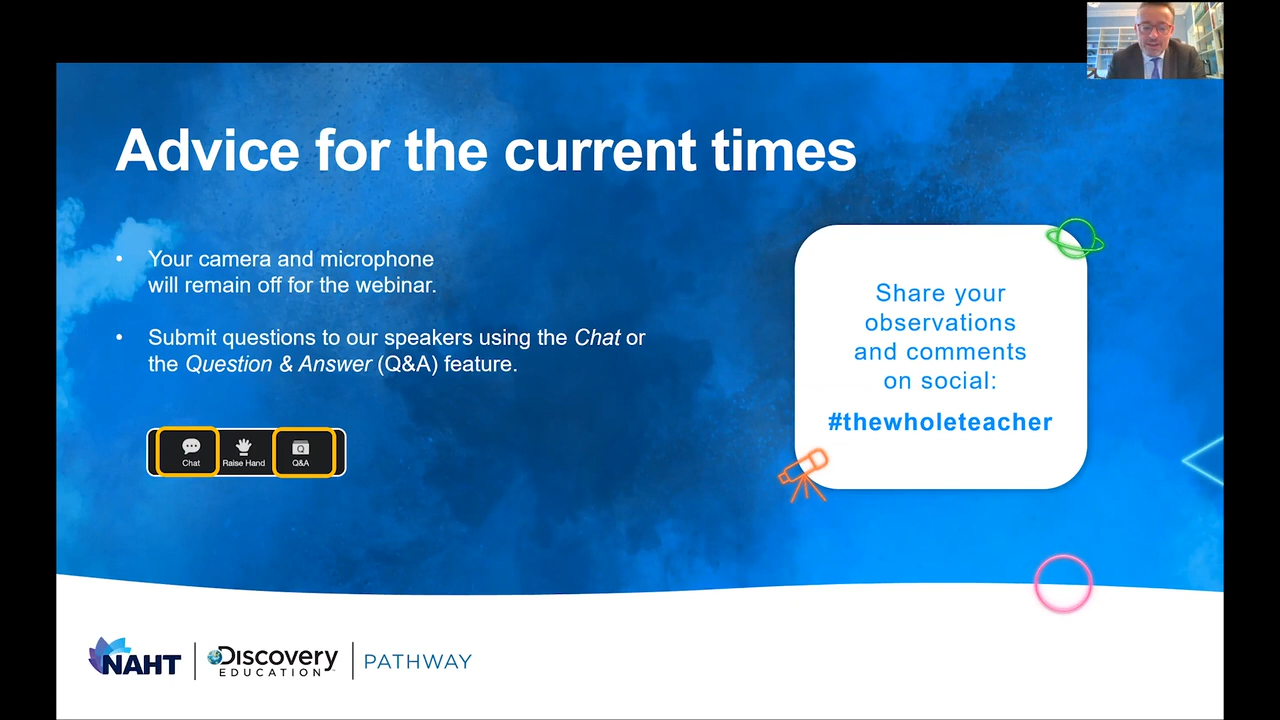 Advice for the current times
• Your camera and microphone
will remain off for the webinar.
• Submit questions to our speakers using the Chat or
the Question & Answer (Q&A) feature.
Chat
Raise Hand
Q&A
Share your
observations
and comments
on social:
#thewholeteacher
NAHT
Discovery
EDUCATION
PATHWAY